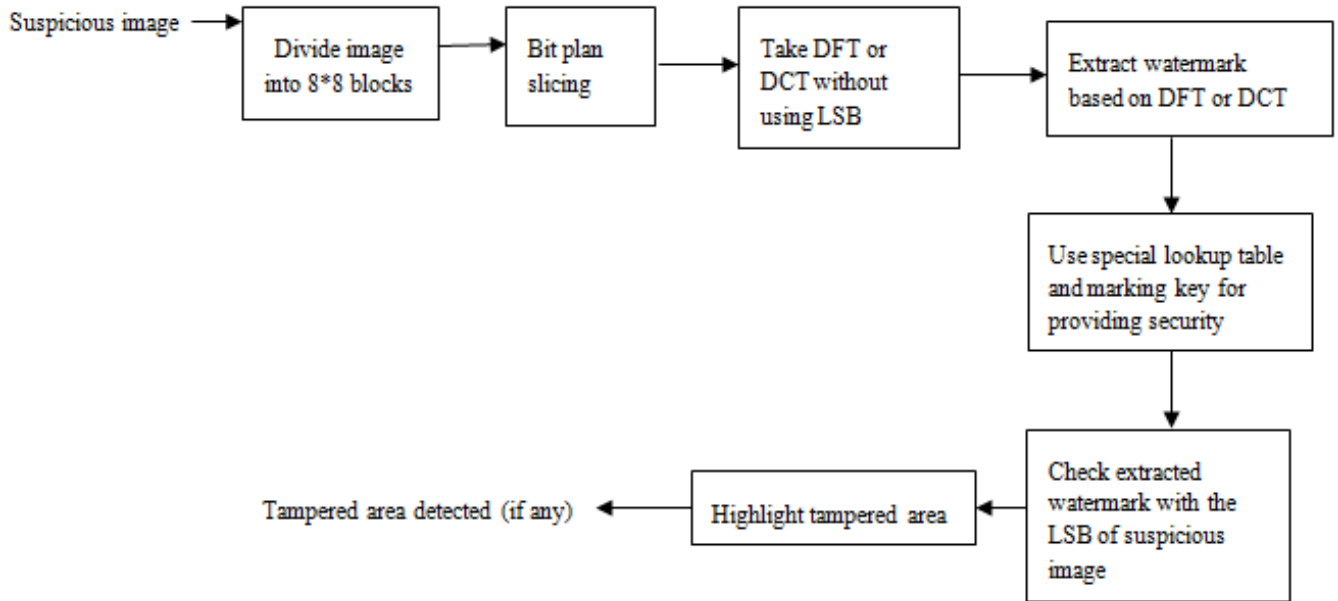 Suspicious image
Divide image
into 8*8 blocks
Bit plan
slicing
Take DFT or
DCT without
using LSB
Extract watermark
based on DFT or DCT
Use special lookup table
and marking key for
providing security
Check extracted
watermark with the
LSB of suspicious
image
Highlight tampered area
Tampered area detected (if any)